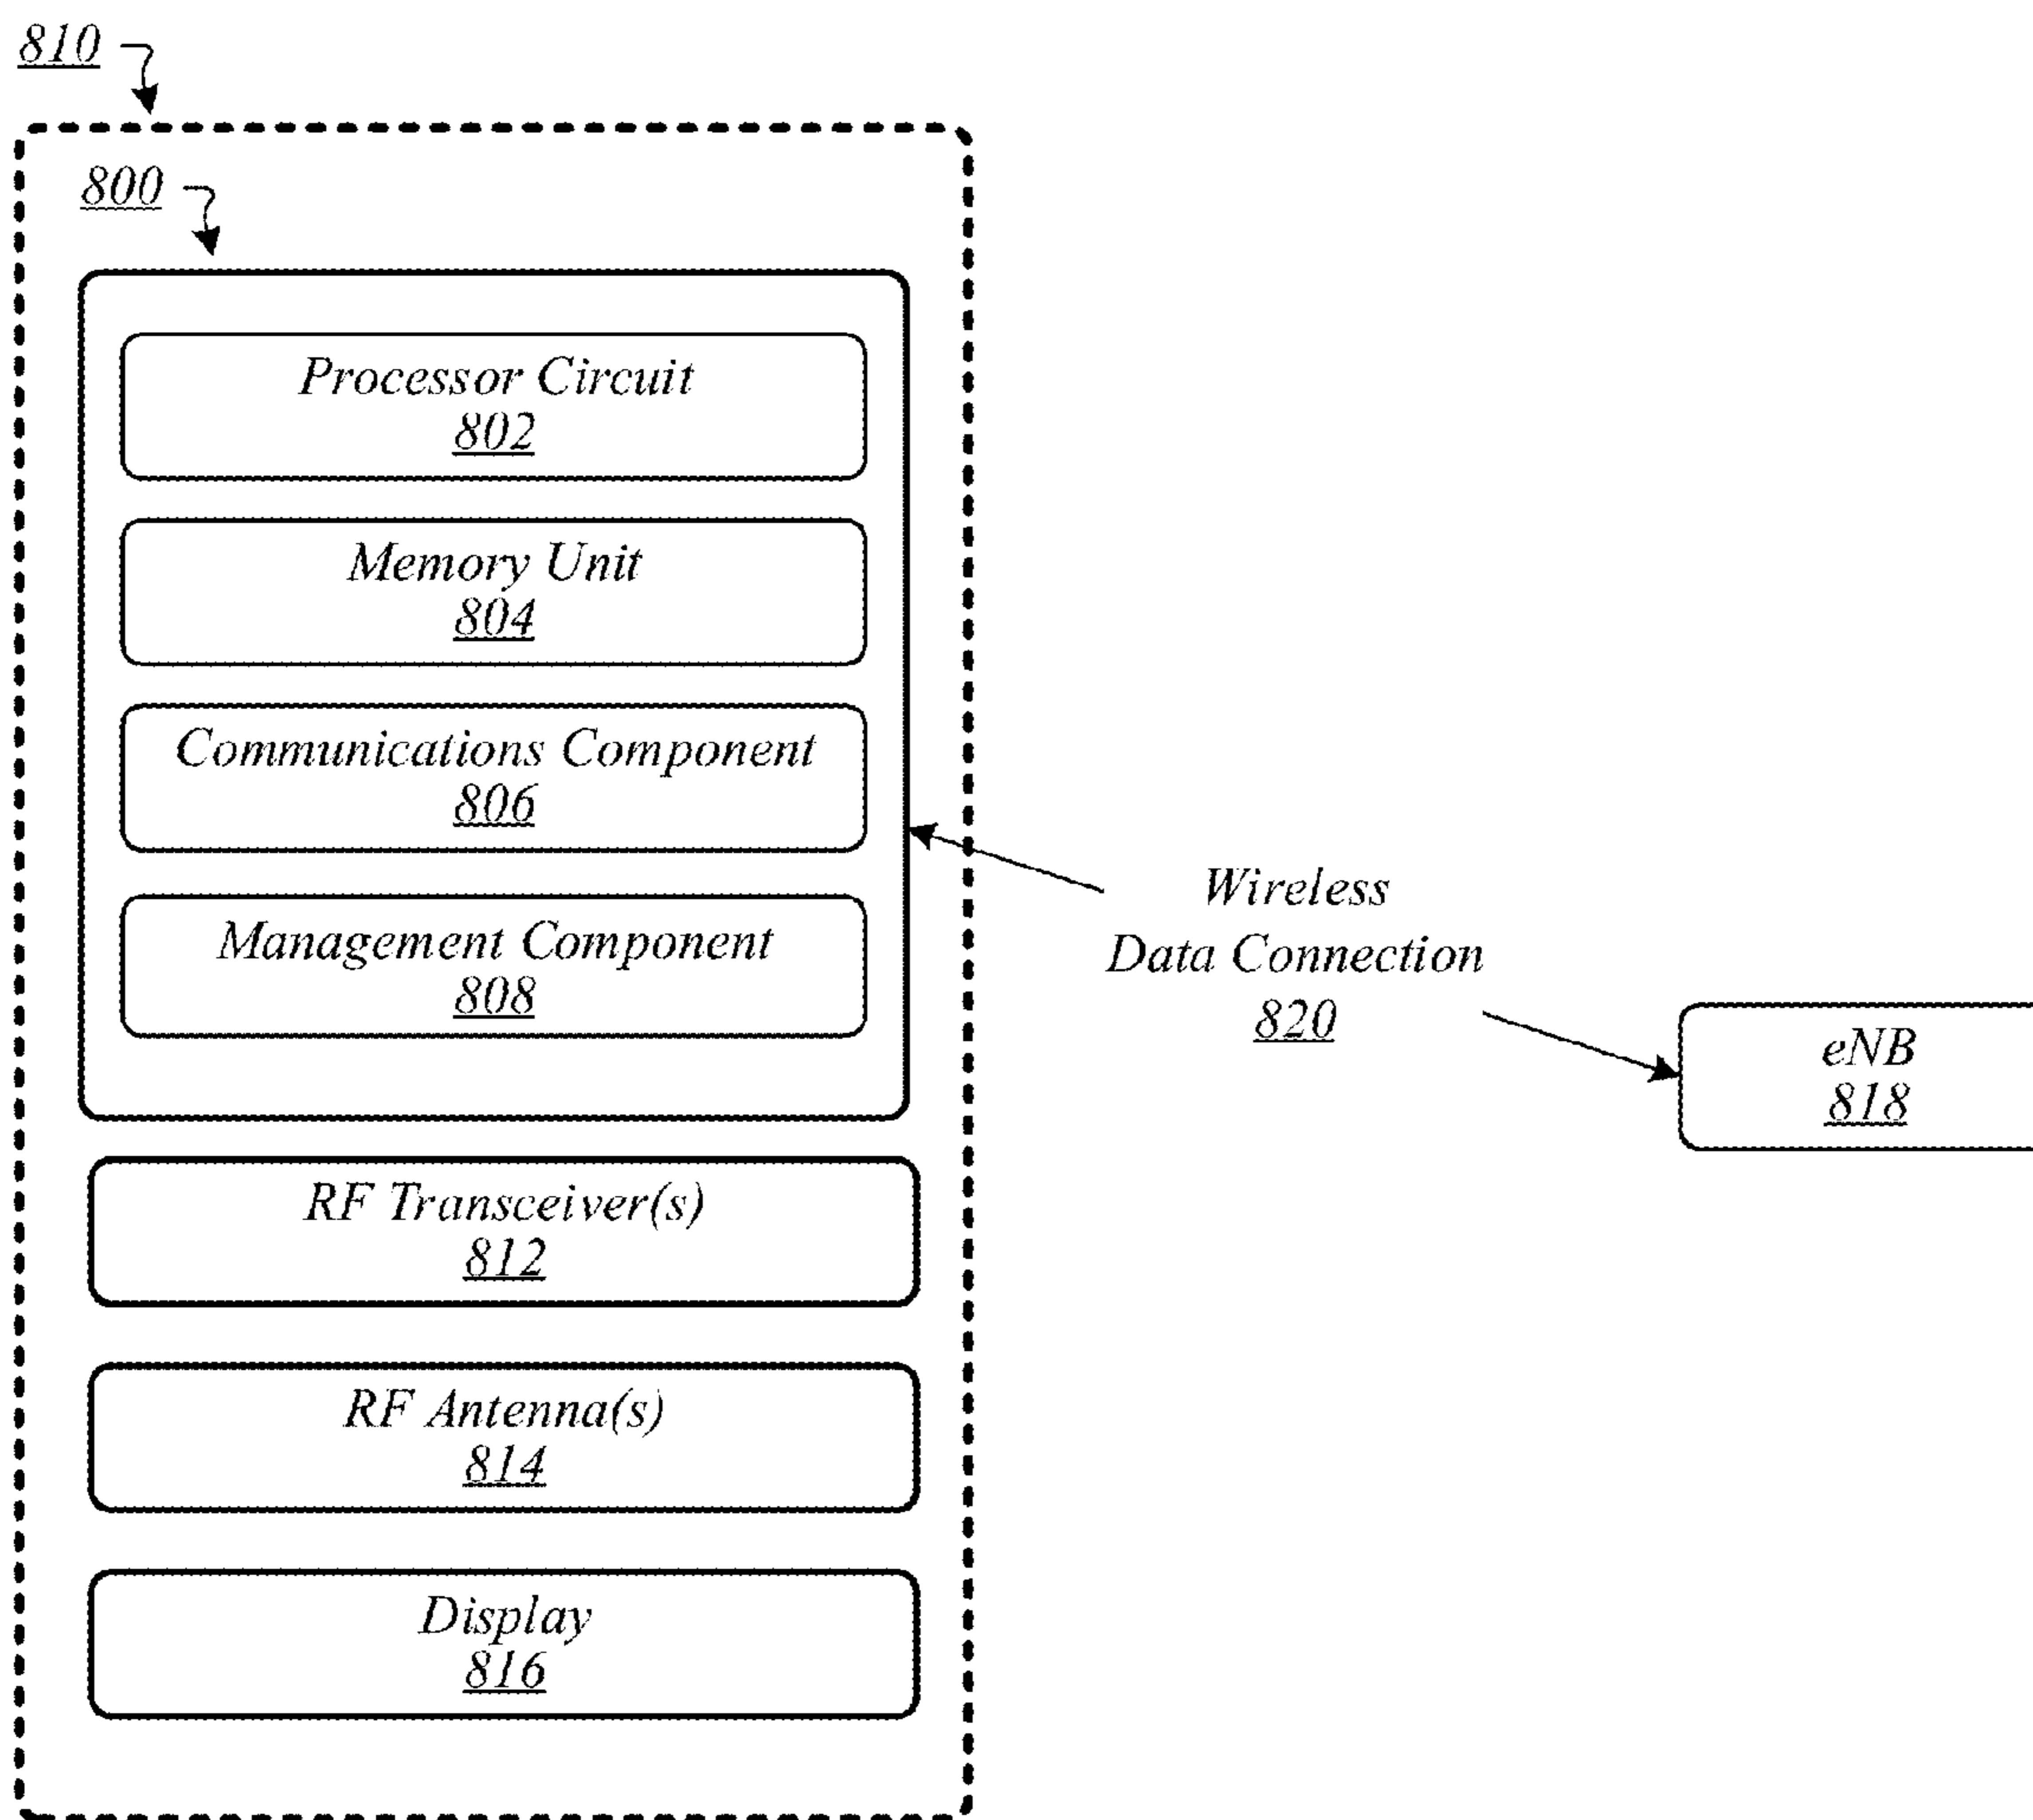 810
800
Processor Circuit
802
Memory Unit
804
Communications Component
806
Management Component
808
Wireless
Data Connection
820
eNB
818
RF Transceiver(s)
812
RF Antenna(s)
814
Display
816